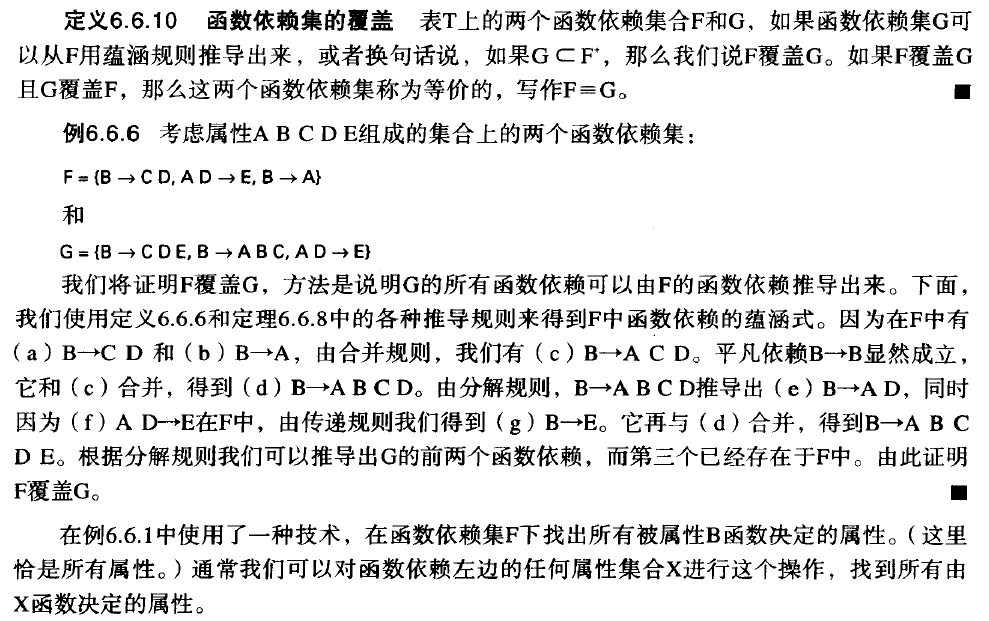 定义6.6.10 函数依赖集的覆盖 表T上的两个函数依赖集合F和G，如果函数依赖集G可
以从F用蕴涵规则推导出来，或者换句话说，如果G⊂F⁺，那么我们说F覆盖G。如果F覆盖G
且G覆盖F，那么这两个函数依赖集称为等价的，写作F≡G。 ■
例6.6.6 考虑属性A B C D E组成的集合上的两个函数依赖集：
F = {B → C D, A D → E, B → A}
和
G = {B → C D E, B → A B C, A D → E}
我们将证明F覆盖G，方法是说明G的所有函数依赖可以由F的函数依赖推导出来。下面，
我们使用定义6.6.6和定理6.6.8中的各种推导规则来得到F中函数依赖的蕴涵式。因为在F中有
（a）B→C D 和（b）B→A，由合并规则，我们有（c）B→A C D。平凡依赖B→B显然成立，
它和（c）合并，得到（d）B→A B C D。由分解规则，B→A B C D推导出（e）B→A D，同时
因为（f）A D→E在F中，由传递规则我们得到（g）B→E。它再与（d）合并，得到B→A B C
D E。根据分解规则我们可以推导出G的前两个函数依赖，而第三个已经存在于F中。由此证明
F覆盖G。 ■
在例6.6.1中使用了一种技术，在函数依赖集F下找出所有被属性B函数决定的属性。（这里
恰是所有属性。）通常我们可以对函数依赖左边的任何属性集合X进行这个操作，找到所有由
X函数决定的属性。